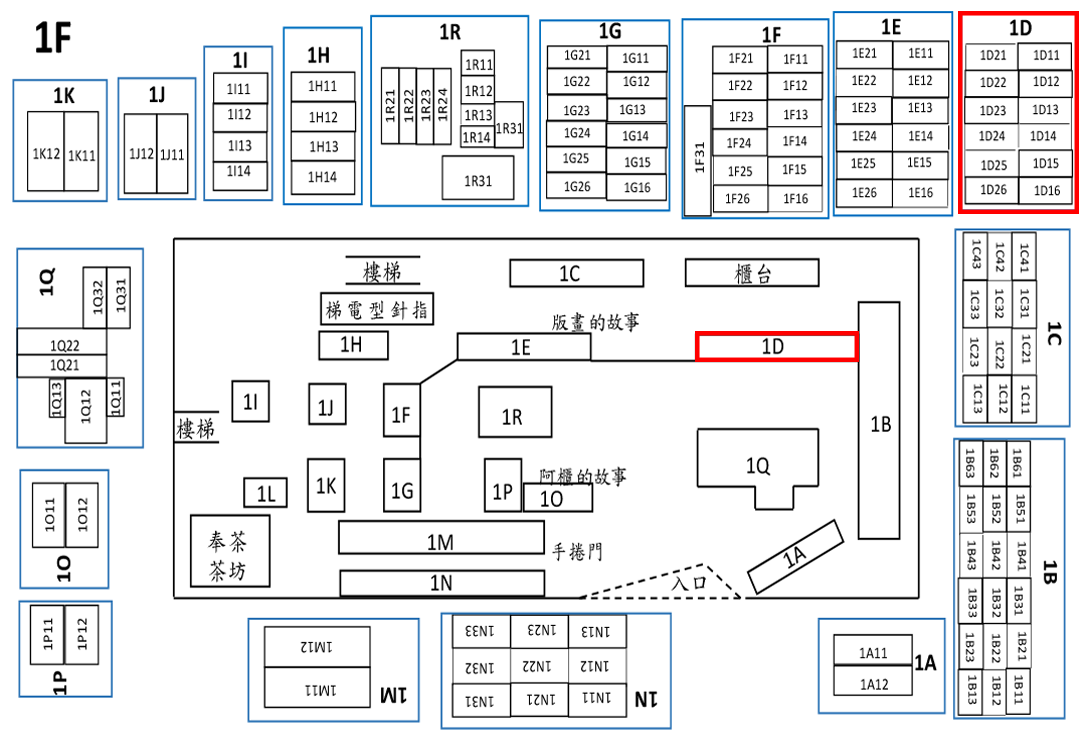 1F
1K
1K12 1K11
1J
1J12 1J11
1I
1I11
1I12
1I13
1I14
1H
1H11
1H12
1H13
1H14
1R
1R21 1R22 1R23 1R24
1R11
1R12
1R13
1R14
1R31
1R31
1G
1G21 1G11
1G22 1G12
1G23 1G13
1G24 1G14
1G25 1G15
1G26 1G16
1F
1F31
1F21 1F11
1F22 1F12
1F23 1F13
1F24 1F14
1F25 1F15
1F26 1F16
1E
1E21 1E11
1E22 1E12
1E23 1E13
1E24 1E14
1E25 1E15
1E26 1E16
1D
1D21 1D11
1D22 1D12
1D23 1D13
1D24 1D14
1D25 1D15
1D26 1D16
1Q
1Q32 1Q31
1Q22
1Q21
1Q13 1Q12 1Q11
1O
1O11 1O12
1P
1P11 1P12
樓梯
梯電型針指
1H
1C
櫃台
版畫的故事
1E
1D
1I
1J
1F
1R
1B
樓梯
1L
1K
1G
1P
阿櫃的故事
1O
1Q
奉茶
茶坊
1M
手捲門
1N
入口
1A
1C
1C43 1C42 1C41
1C33 1C32 1C31
1C23 1C22 1C21
1C13 1C12 1C11
1B
1B63 1B62 1B61
1B53 1B52 1B51
1B43 1B42 1B41
1B33 1B32 1B31
1B23 1B22 1B21
1B13 1B12 1B11
1M12
1M11
1M
1N33 1N23 1N13
1N32 1N22 1N12
1N31 1N21 1N11
1N
1A11
1A12
1A